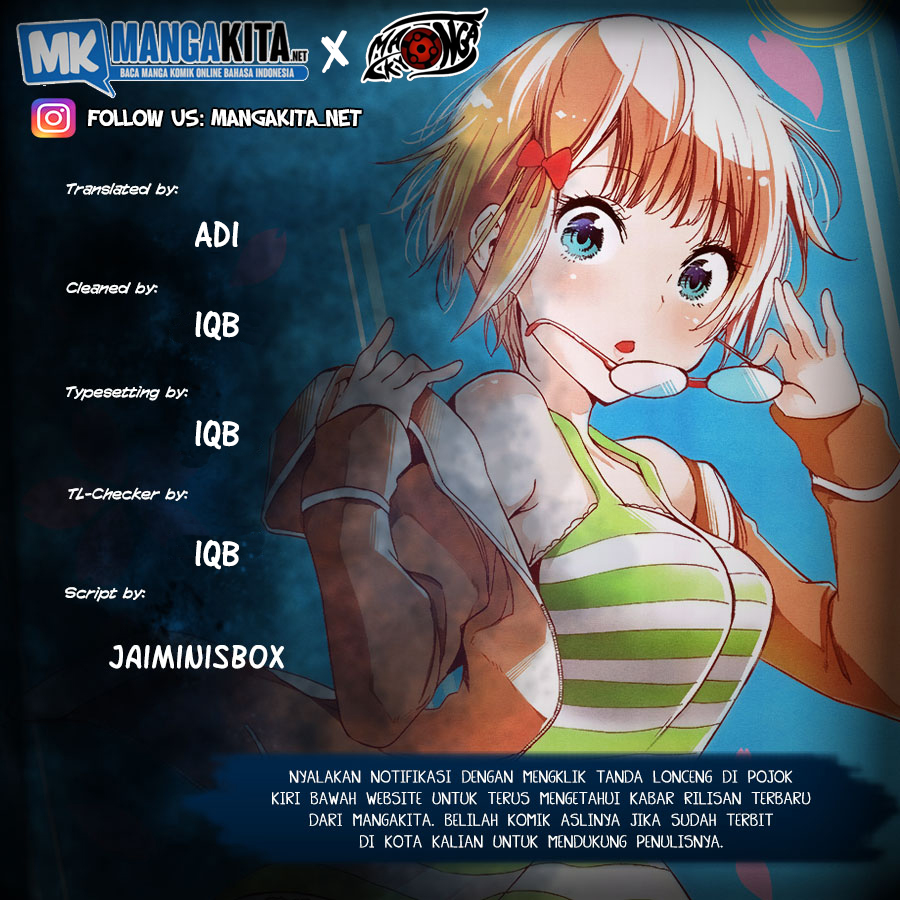 MK MANGAKITA.NET X MANGAKYO
BACA MANGA KOMIK ONLINE BAHASA INDONESIA
FOLLOW US: MANGAKITA_NET
Translated by:
ADI
Cleaned by:
IQB
Typesetting by:
IQB
TL-Checker by:
IQB
Script by:
JAIMINISBOX
NYALAKAN NOTIFIKASI DENGAN MENGKLIK TANDA LONCENG DI POJOK
KIRI BAWAH WEBSITE UNTUK TERUS MENGETAHUI KABAR RILISAN TERBARU
DARI MANGAKITA. BELILAH KOMIK ASLINYA JIKA SUDAH TERBIT
DI KOTA KALIAN UNTUK MENDUKUNG PENULISNYA.